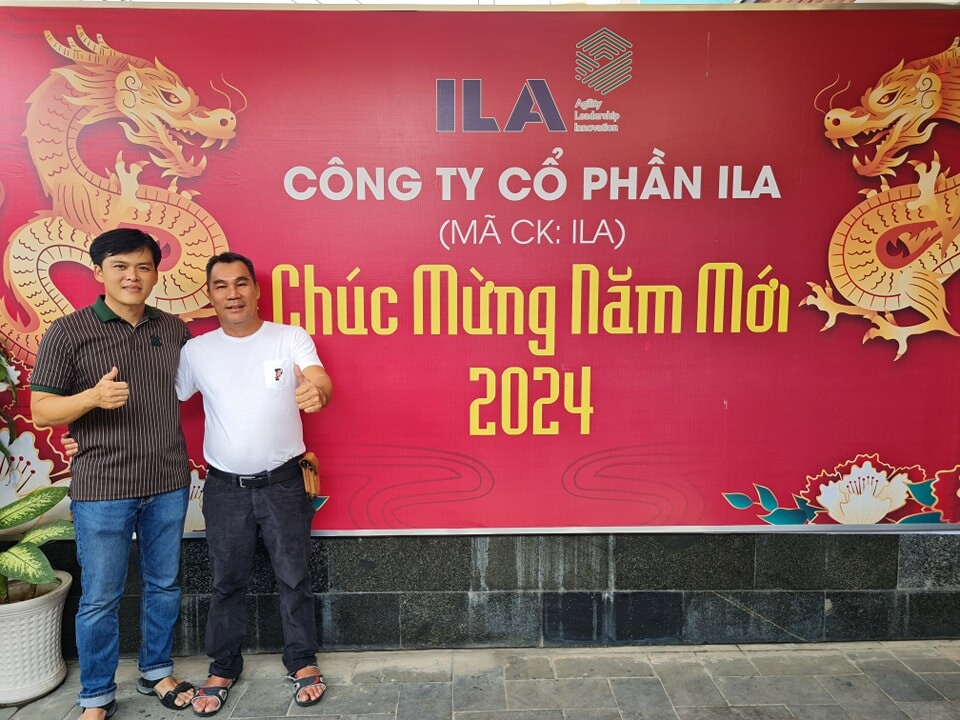 ILA
Agility
Leadership
Innovation
CÔNG TY CỔ PHẦN ILA
(MÃ CK: ILA)
Chúc Mừng Năm Mới
2024